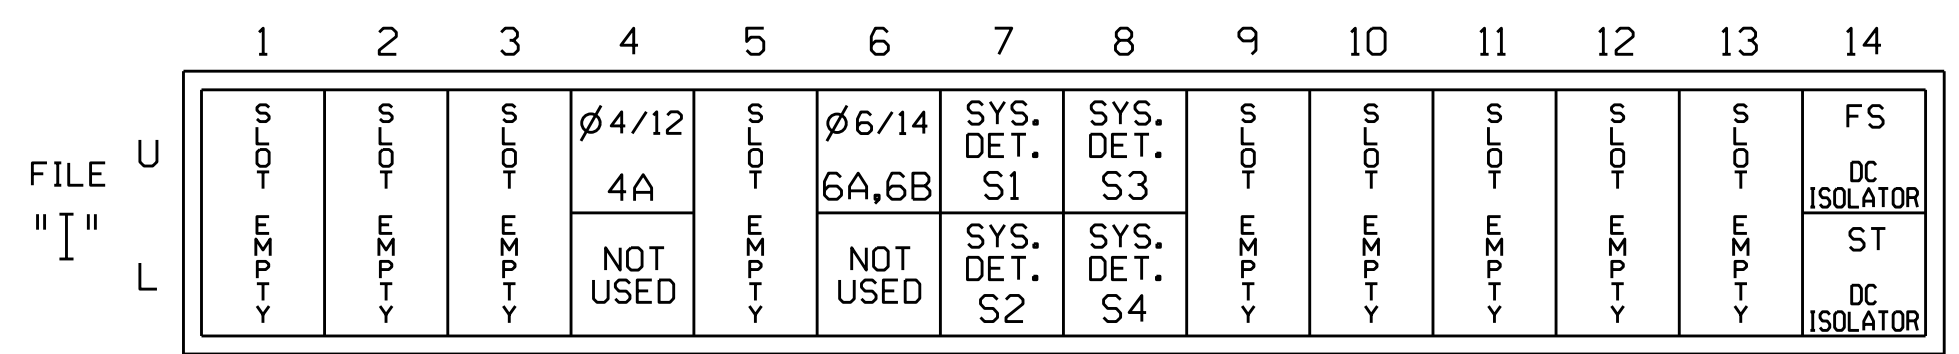 1 2 3 4 5 6 7 8 9 10 11 12 13 14
FILE
"I"
U
L
SLOT EMPTY
SLOT EMPTY
SLOT EMPTY
Ø4/12
4A
NOT
USED
SLOT EMPTY
Ø6/14
6A,6B
NOT
USED
SYS.
DET.
S1
SYS.
DET.
S2
SYS.
DET.
S3
SYS.
DET.
S4
SLOT EMPTY
SLOT EMPTY
SLOT EMPTY
SLOT EMPTY
SLOT EMPTY
FS
DC
ISOLATOR
ST
DC
ISOLATOR